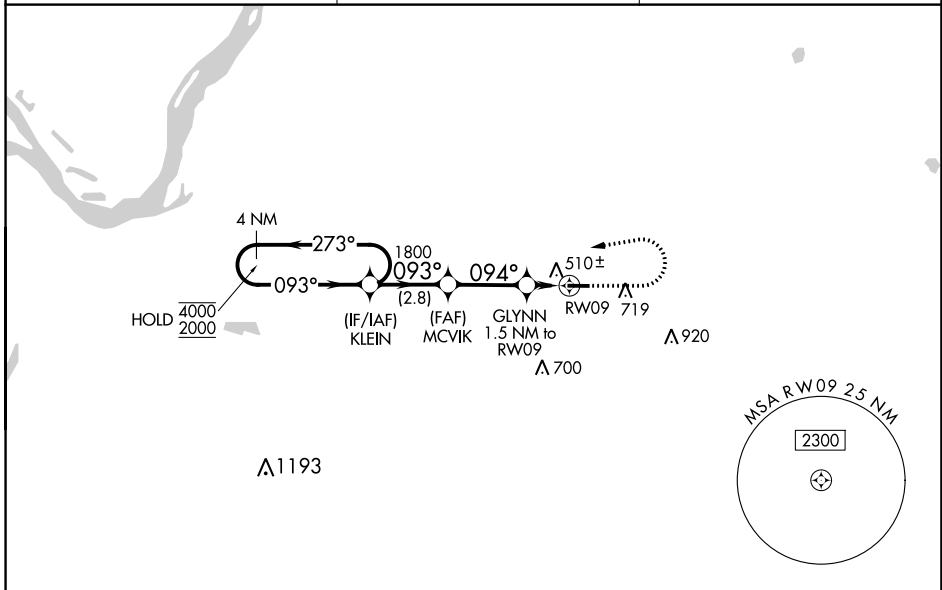 4 NM
273°
1800
093°
094°
510±
093°
(2.8)
RW09
719
HOLD 4000
2000
(IF/IAF)
KLEIN
(FAF)
MCVIK
GLYNN
1.5 NM to
RW09
920
700
MSA RW09 25 NM
2300
1193